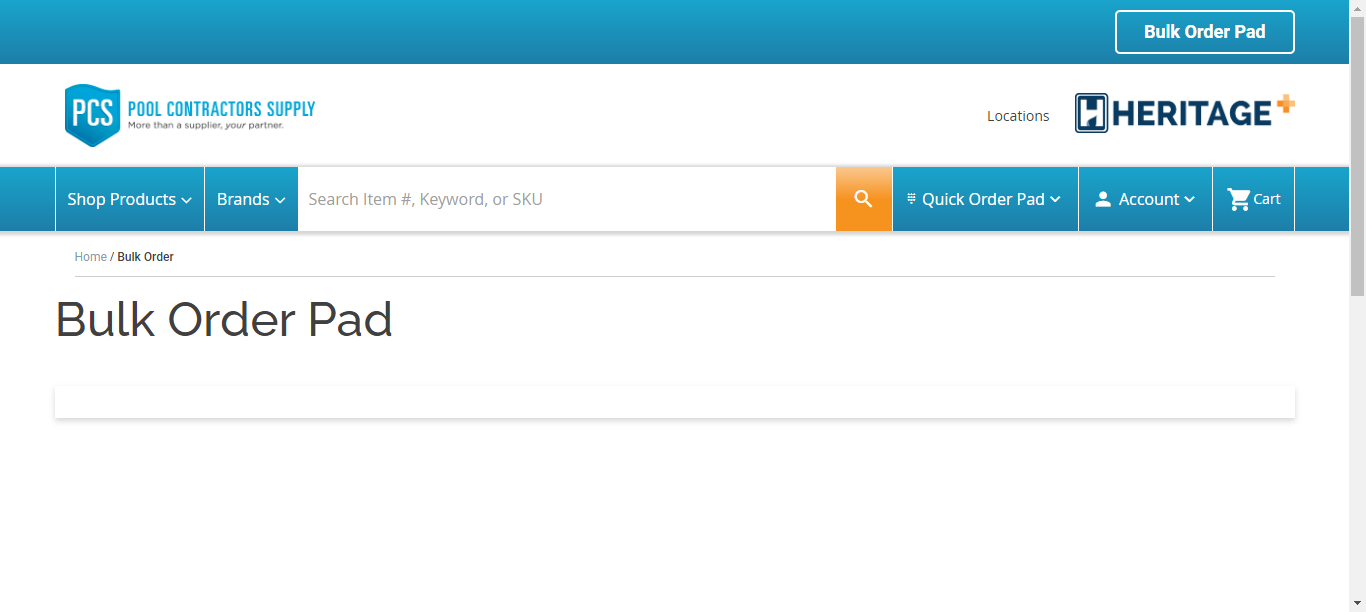 Bulk Order Pad
PCS POOL CONTRACTORS SUPPLY
More than a supplier, your partner.
Locations
HERITAGE
Shop Products
Brands
Search Item #, Keyword, or SKU
Quick Order Pad
Account
Cart
Home / Bulk Order
Bulk Order Pad